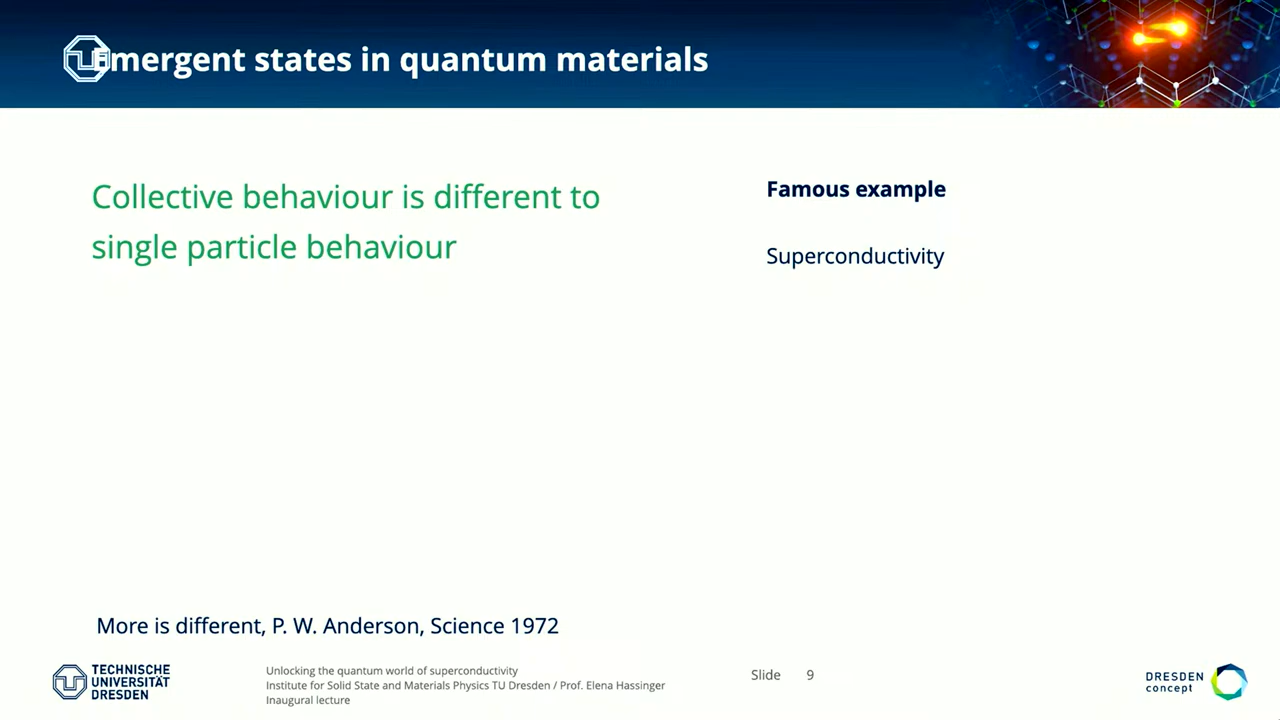 Emergent states in quantum materials
Collective behaviour is different to
single particle behaviour
Famous example
Superconductivity
More is different, P. W. Anderson, Science 1972
TECHNISCHE
UNIVERSITÄT
DRESDEN
Unlocking the quantum world of superconductivity
Institute for Solid State and Materials Physics TU Dresden / Prof. Elena Hassinger
Inaugural lecture
Slide 9
DRESDEN
concept